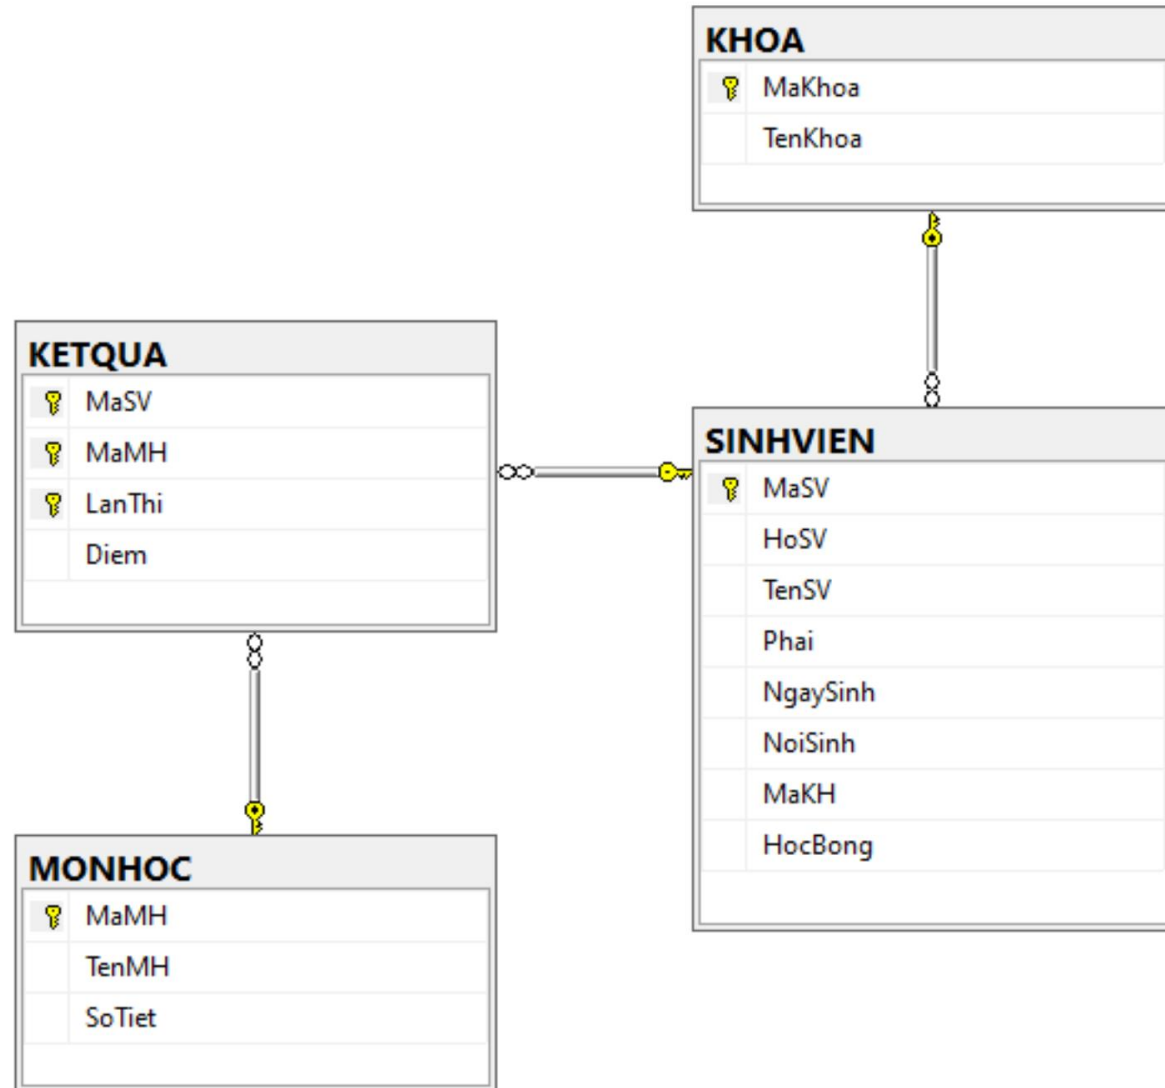 KHOA
MaKhoa
TenKhoa
KETQUA
MaSV
MaMH
LanThi
Diem
SINHVIEN
MaSV
HoSV
TenSV
Phai
NgaySinh
NoiSinh
MaKH
HocBong
MONHOC
MaMH
TenMH
SoTiet